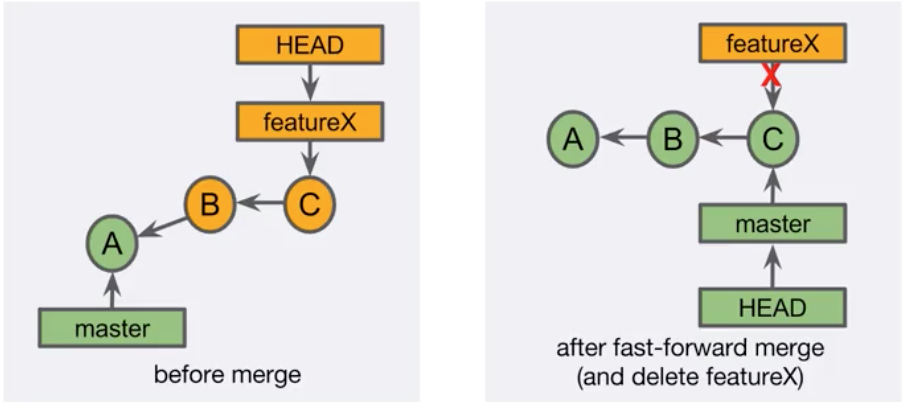 HEAD
featureX
B
C
A
master
before merge
featureX
X
A
B
C
master
HEAD
after fast-forward merge
(and delete featureX)